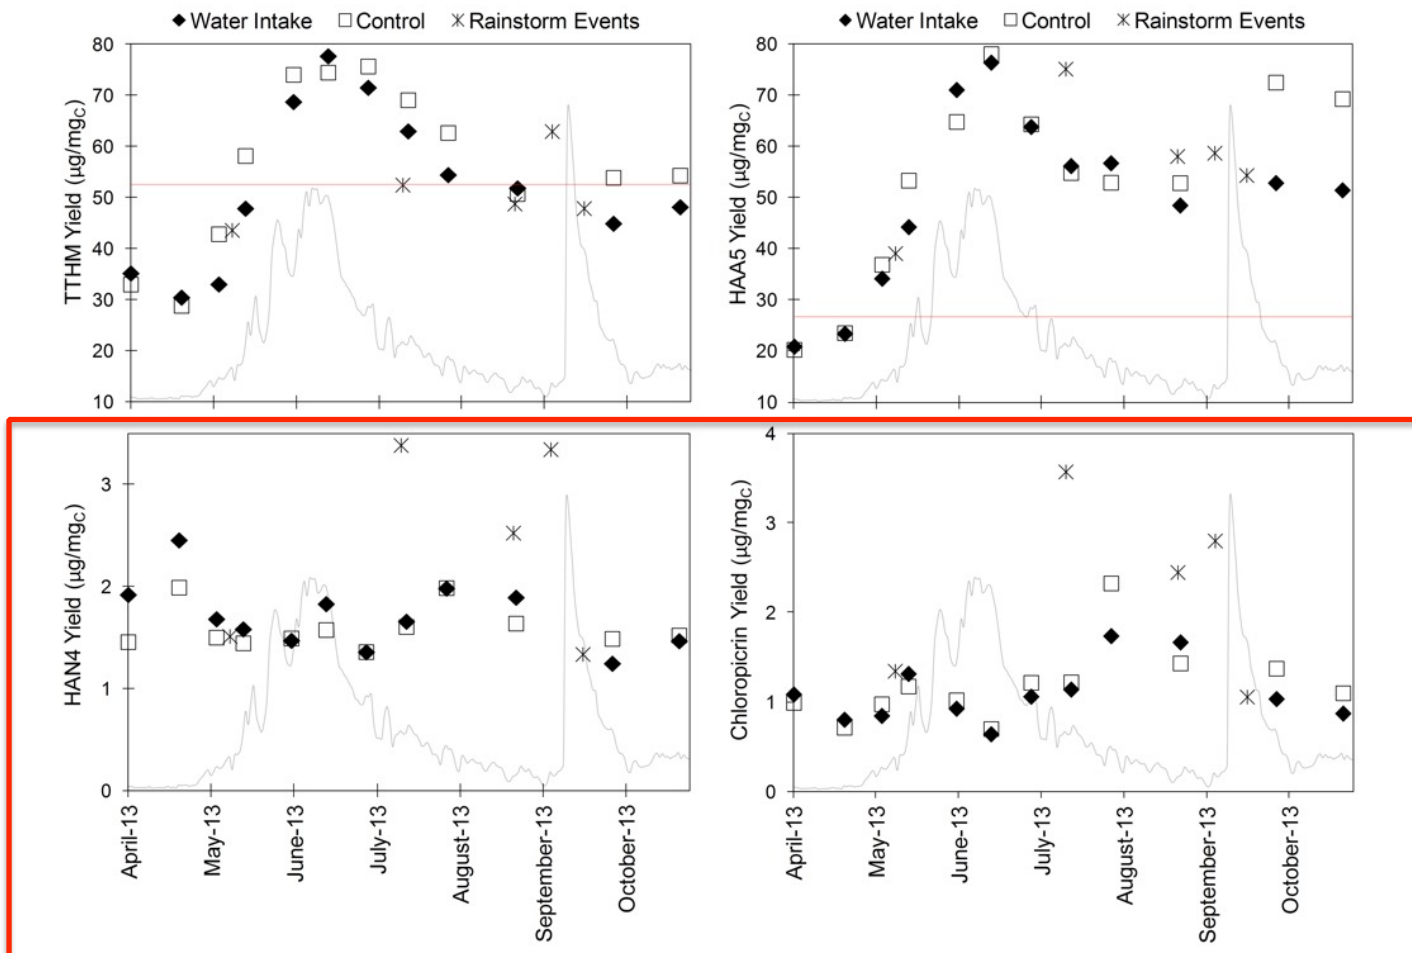 Water Intake Control Rainstorm Events
Water Intake Control Rainstorm Events
TTHM Yield (µg/mgC)
80
70
60
50
40
30
20
10
HAA5 Yield (µg/mgC)
80
70
60
50
40
30
20
10
HAN4 Yield (µg/mgC)
3
2
1
0
April-13
May-13
June-13
July-13
August-13
September-13
October-13
Chloropicrin Yield (µg/mgC)
4
3
2
1
0
April-13
May-13
June-13
July-13
August-13
September-13
October-13